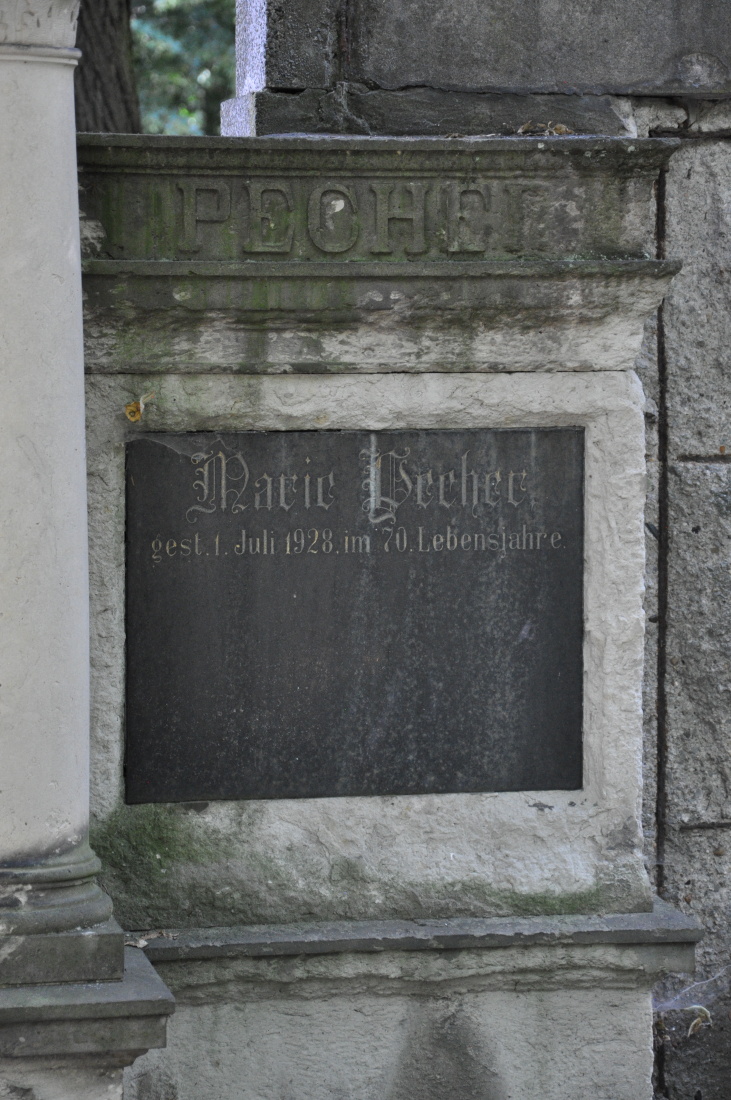 PECHER
Marie Pecher
gest. 1. Juli 1928. im 70. Lebensjahre.